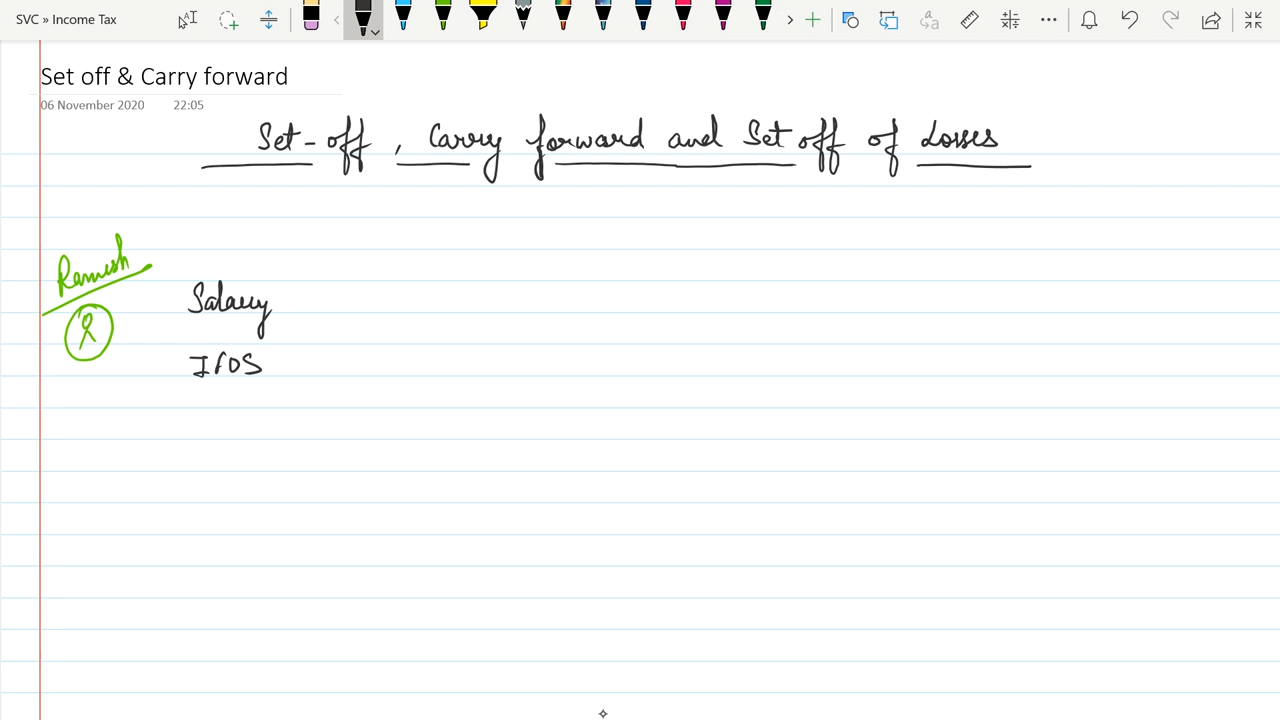 SVC » Income Tax
Set off & Carry forward
06 November 2020 22:05
Set-off, Carry forward and Set off of Losses
Ramesh
Salary
IFOS